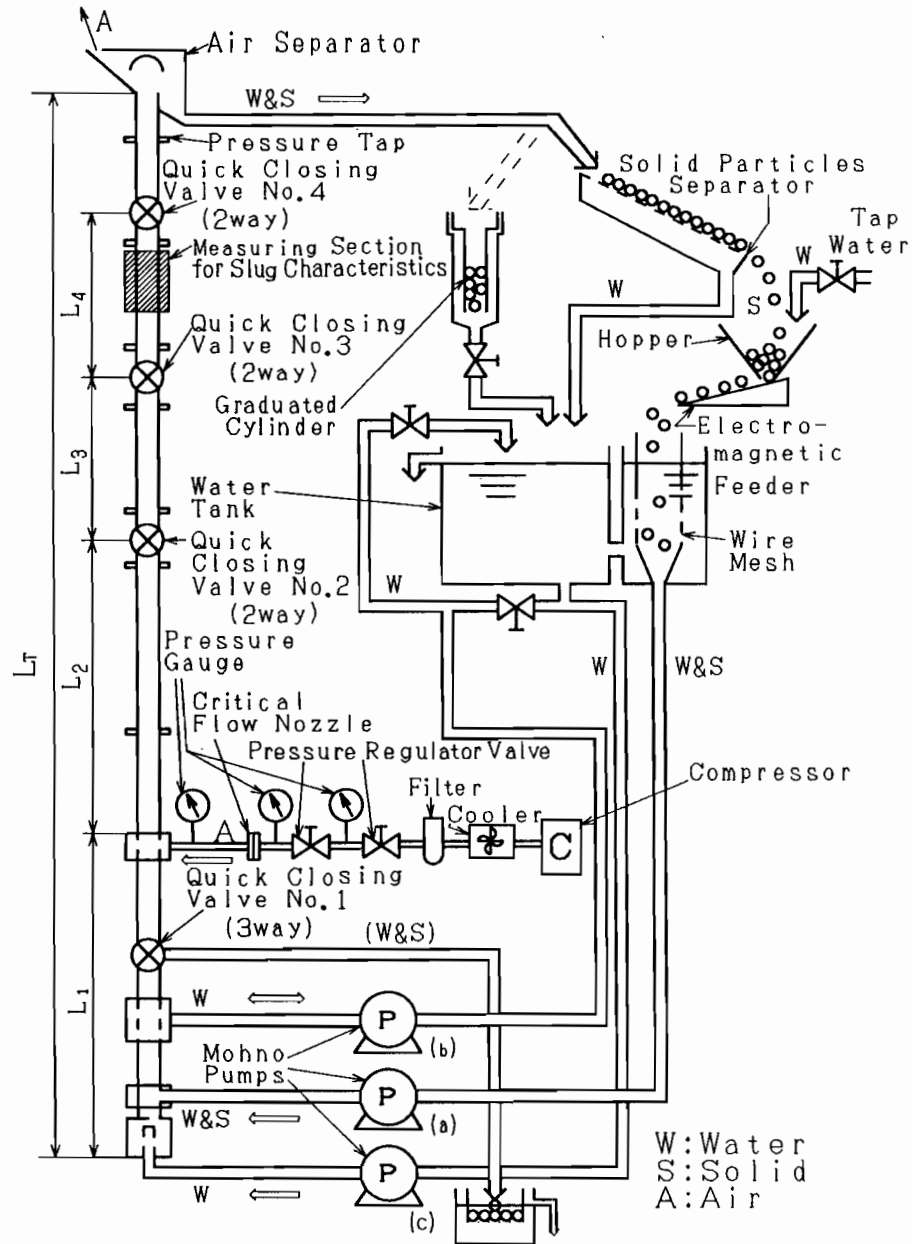 A
Air Separator
W&S
Pressure Tap
Quick Closing
Valve No.4
(2way)
Measuring Section
for Slug Characteristics
Solid Particles
Separator
Tap
Water
W
S
W
Hopper
L4
Quick Closing
Valve No.3
(2way)
Graduated
Cylinder
Electro-
magnetic
Feeder
L3
Water
Tank
Wire
Mesh
Quick
Closing
Valve No.2
(2way)
W
LT
L2
Pressure
Gauge
Critical
Flow Nozzle
Pressure Regulator Valve
W
W&S
Filter
Cooler
Compressor
A
C
Quick Closing
Valve No.1
(3way)
(W&S)
L1
W
P
(b)
Mohno
Pumps
P
(a)
W&S
P
(c)
W
W:Water
S:Solid
A:Air